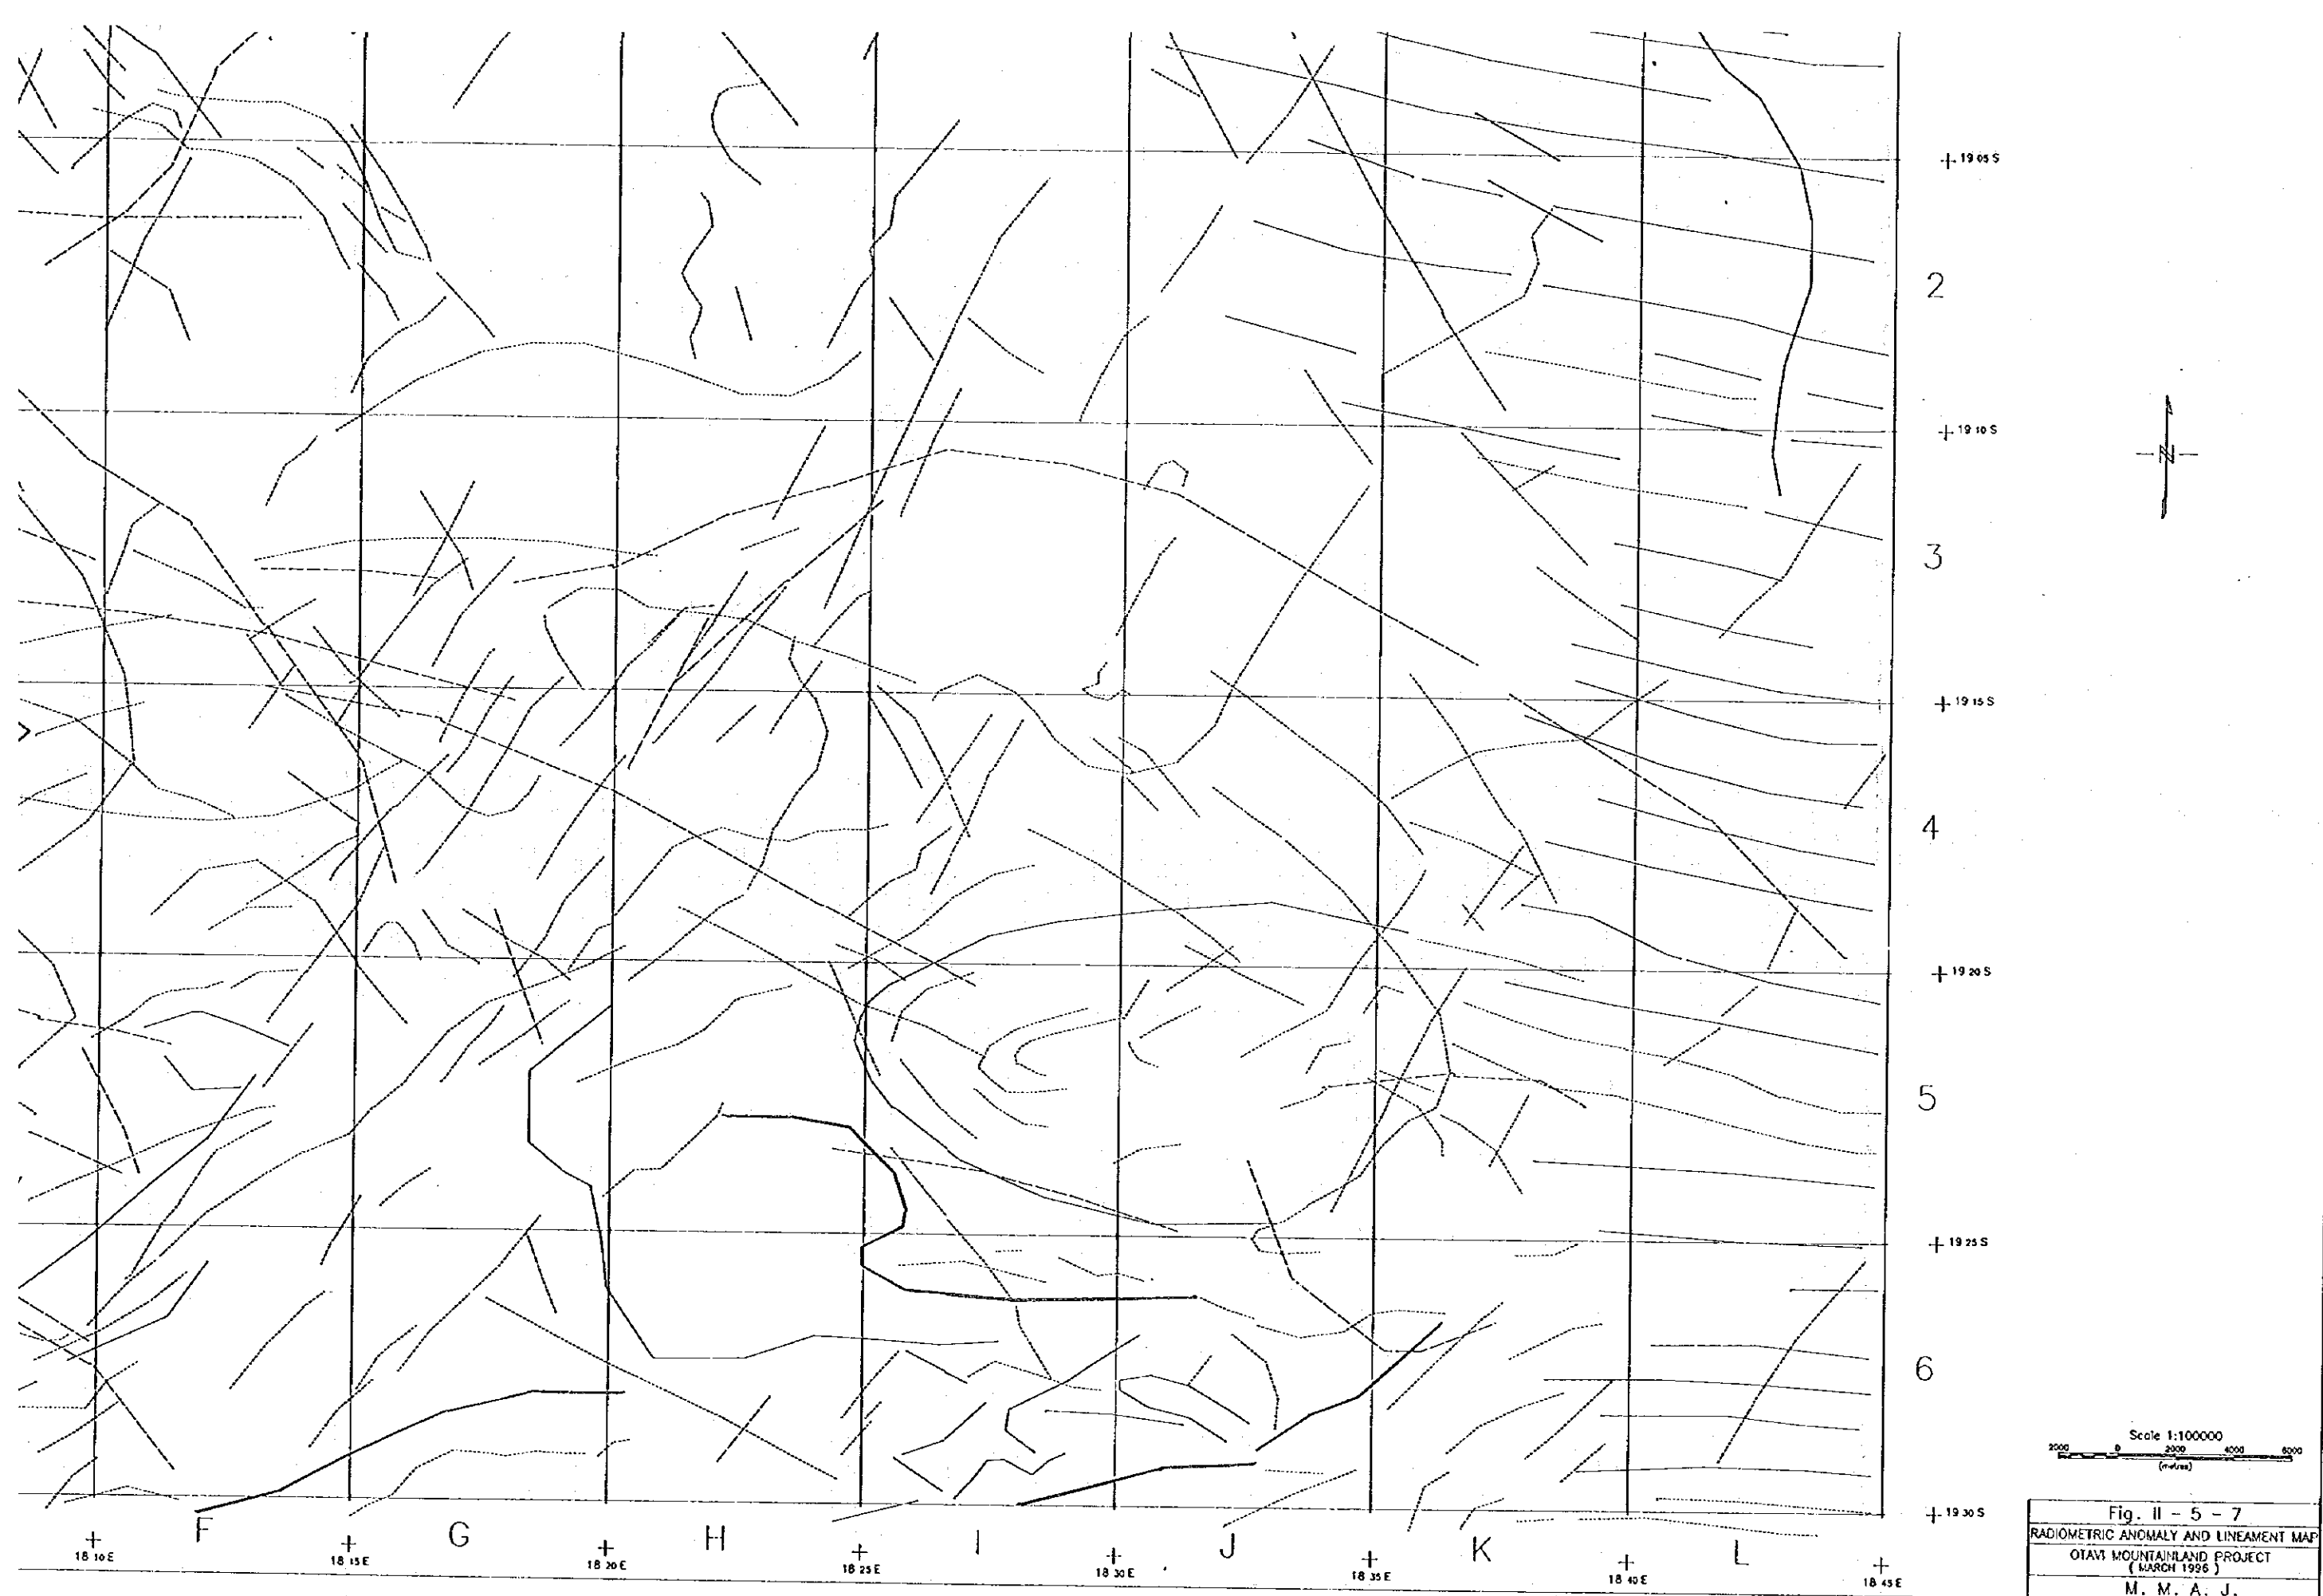 + 19 05 S
2
+ 19 10 S
N
3
+ 19 15 S
4
+ 19 20 S
5
+ 19 25 S
6
Scale 1:100000
2000 0 2000 4000 6000
(metres)
+ 19 30 S
F G H I J K L
18 10 E 18 15 E 18 20 E 18 25 E 18 30 E 18 35 E 18 40 E 18 45 E
Fig. II - 5 - 7
RADIOMETRIC ANOMALY AND LINEAMENT MAP
OTAVI MOUNTAINLAND PROJECT
( MARCH 1996 )
M. M. A. J.